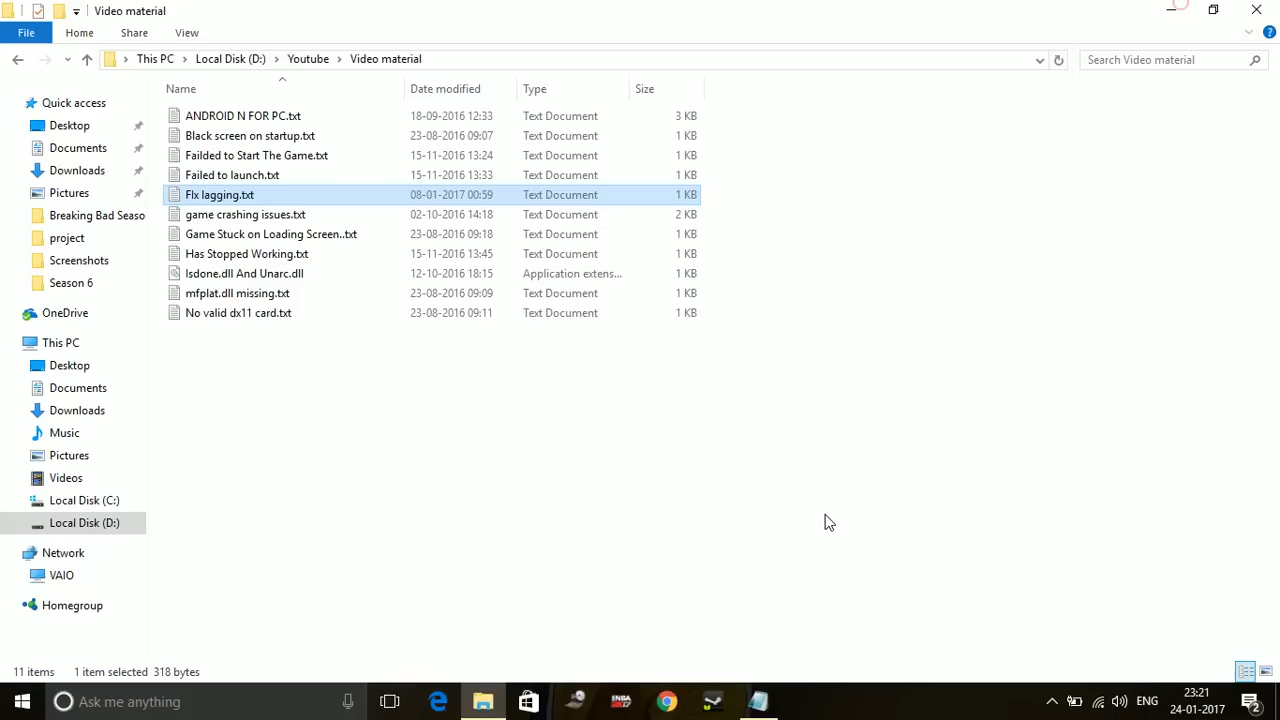 Video material
File Home Share View
This PC Local Disk (D:) Youtube Video material Search Video material
Name Date modified Type Size
ANDROID N FOR PC.txt 18-09-2016 12:33 Text Document 3 KB
Black screen on startup.txt 23-08-2016 09:07 Text Document 1 KB
Failded to Start The Game.txt 15-11-2016 13:24 Text Document 1 KB
Failed to launch.txt 15-11-2016 13:33 Text Document 1 KB
FIx lagging.txt 08-01-2017 00:59 Text Document 1 KB
game crashing issues.txt 02-10-2016 14:18 Text Document 2 KB
Game Stuck on Loading Screen..txt 23-08-2016 09:18 Text Document 1 KB
Has Stopped Working.txt 15-11-2016 13:45 Text Document 1 KB
Isdone.dll And Unarc.dll 12-10-2016 18:15 Application extens... 1 KB
mfplat.dll missing.txt 23-08-2016 09:09 Text Document 1 KB
No valid dx11 card.txt 23-08-2016 09:11 Text Document 1 KB
Quick access
Desktop
Documents
Downloads
Pictures
Breaking Bad Seaso
project
Screenshots
Season 6
OneDrive
This PC
Desktop
Documents
Downloads
Music
Pictures
Videos
Local Disk (C:)
Local Disk (D:)
Network
VAIO
Homegroup
11 items 1 item selected 318 bytes
Ask me anything
ENG
23:21
24-01-2017
2